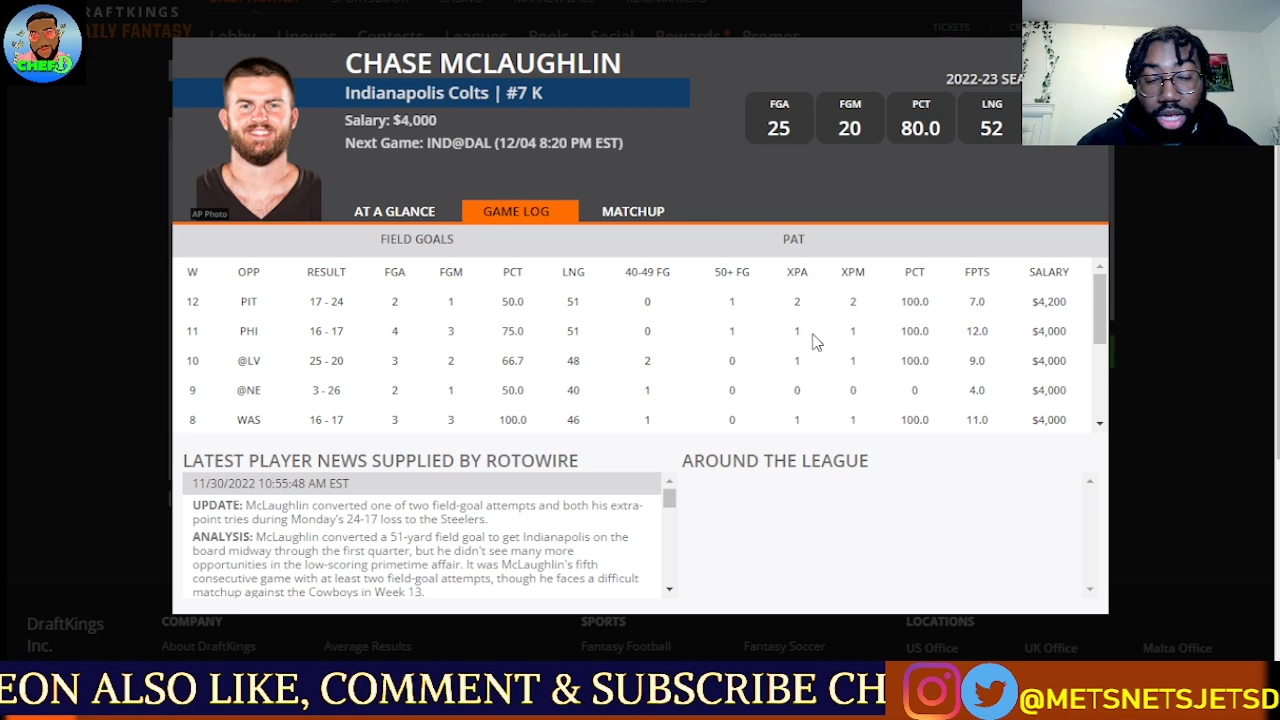 DRAFTKINGS
DAILY FANTASY
TICKETS
CHEF
CHASE MCLAUGHLIN
Indianapolis Colts | #7 K
Salary: $4,000
Next Game: IND@DAL (12/04 8:20 PM EST)
2022-23 SEA
FGA FGM PCT LNG
25 20 80.0 52
AP Photo
AT A GLANCE GAME LOG MATCHUP
FIELD GOALS PAT
W OPP RESULT FGA FGM PCT LNG 40-49 FG 50+ FG XPA XPM PCT FPTS SALARY
12 PIT 17 - 24 2 1 50.0 51 0 1 2 2 100.0 7.0 $4,200
11 PHI 16 - 17 4 3 75.0 51 0 1 1 1 100.0 12.0 $4,000
10 @LV 25 - 20 3 2 66.7 48 2 0 1 1 100.0 9.0 $4,000
9 @NE 3 - 26 2 1 50.0 40 1 0 0 0 0 4.0 $4,000
8 WAS 16 - 17 3 3 100.0 46 1 0 1 1 100.0 11.0 $4,000
LATEST PLAYER NEWS SUPPLIED BY ROTOWIRE
AROUND THE LEAGUE
11/30/2022 10:55:48 AM EST
UPDATE: McLaughlin converted one of two field-goal attempts and both his extra-
point tries during Monday's 24-17 loss to the Steelers.
ANALYSIS: McLaughlin converted a 51-yard field goal to get Indianapolis on the
board midway through the first quarter, but he didn't see many more
opportunities in the low-scoring primetime affair. It was McLaughlin's fifth
consecutive game with at least two field-goal attempts, though he faces a difficult
matchup against the Cowboys in Week 13.
DraftKings
Inc.
COMPANY SPORTS LOCATIONS
About DraftKings Average Results Fantasy Football Fantasy Soccer US Office UK Office Malta Office
EON ALSO LIKE, COMMENT & SUBSCRIBE CH
@METSNETSJETSD